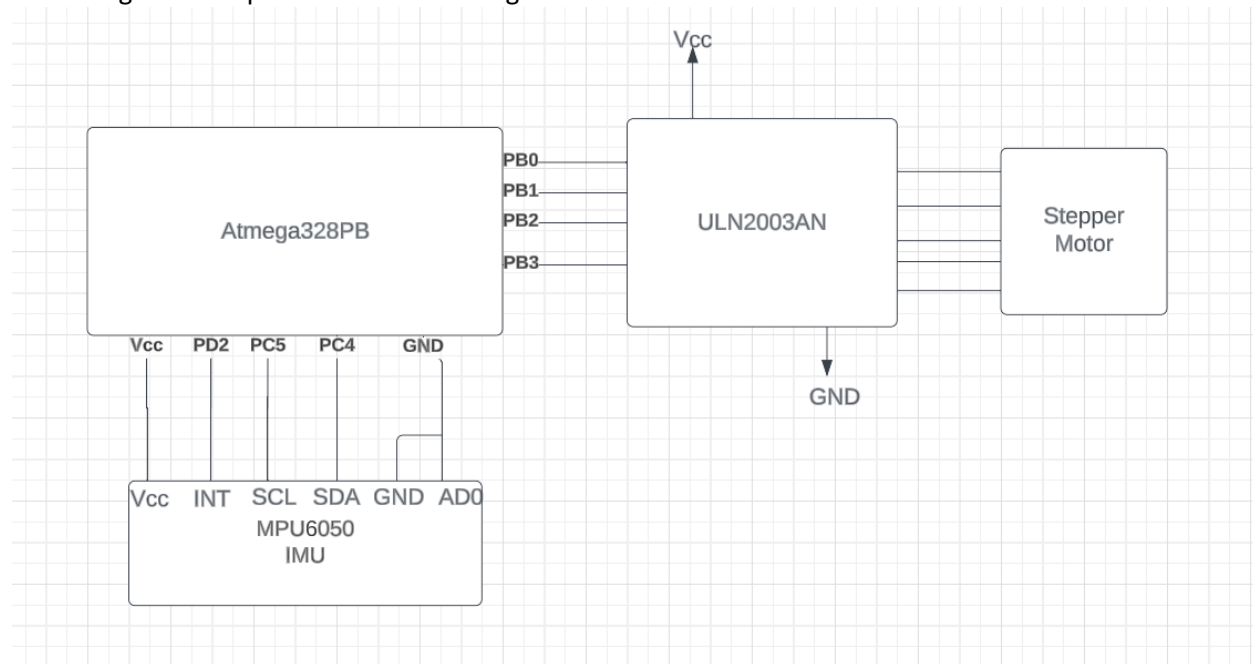 Vcc
PB0
PB1
PB2
PB3
Atmega328PB
ULN2003AN
Stepper
Motor
Vcc PD2 PC5 PC4 GND
GND
Vcc INT SCL SDA GND AD0
MPU6050
IMU